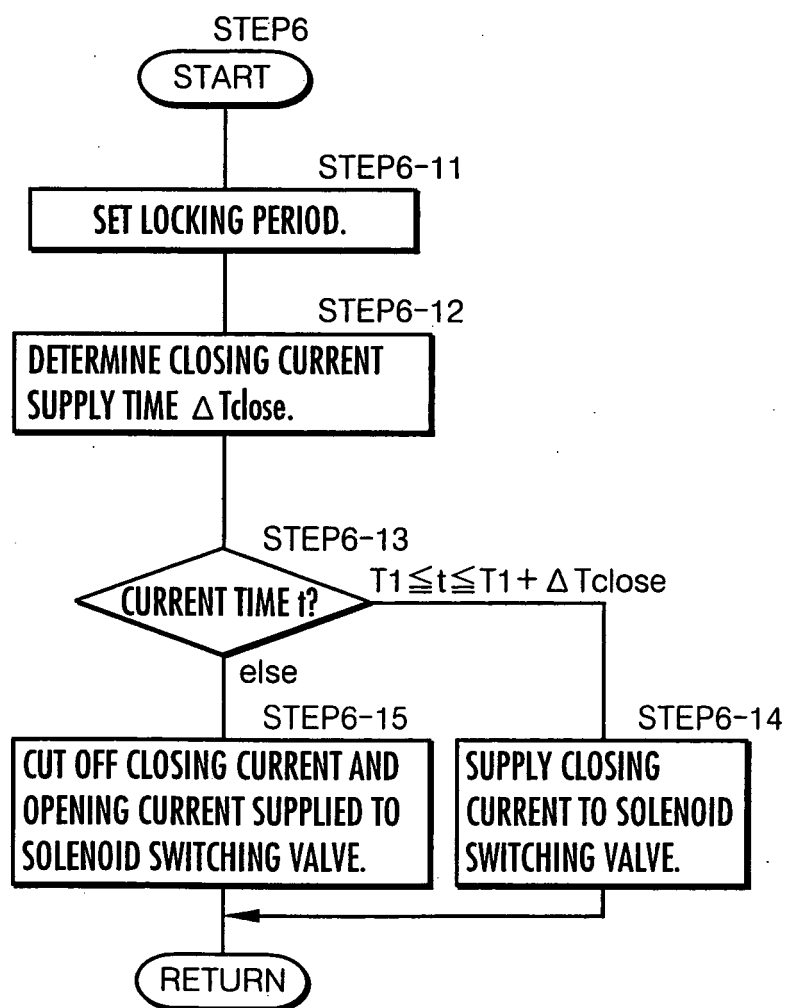 STEP6
START
STEP6-11
SET LOCKING PERIOD.
STEP6-12
DETERMINE CLOSING CURRENT
SUPPLY TIME ΔTclose.
STEP6-13
CURRENT TIME t?
T1≦t≦T1+ΔTclose
else
STEP6-15
CUT OFF CLOSING CURRENT AND
OPENING CURRENT SUPPLIED TO
SOLENOID SWITCHING VALVE.
STEP6-14
SUPPLY CLOSING
CURRENT TO SOLENOID
SWITCHING VALVE.
RETURN